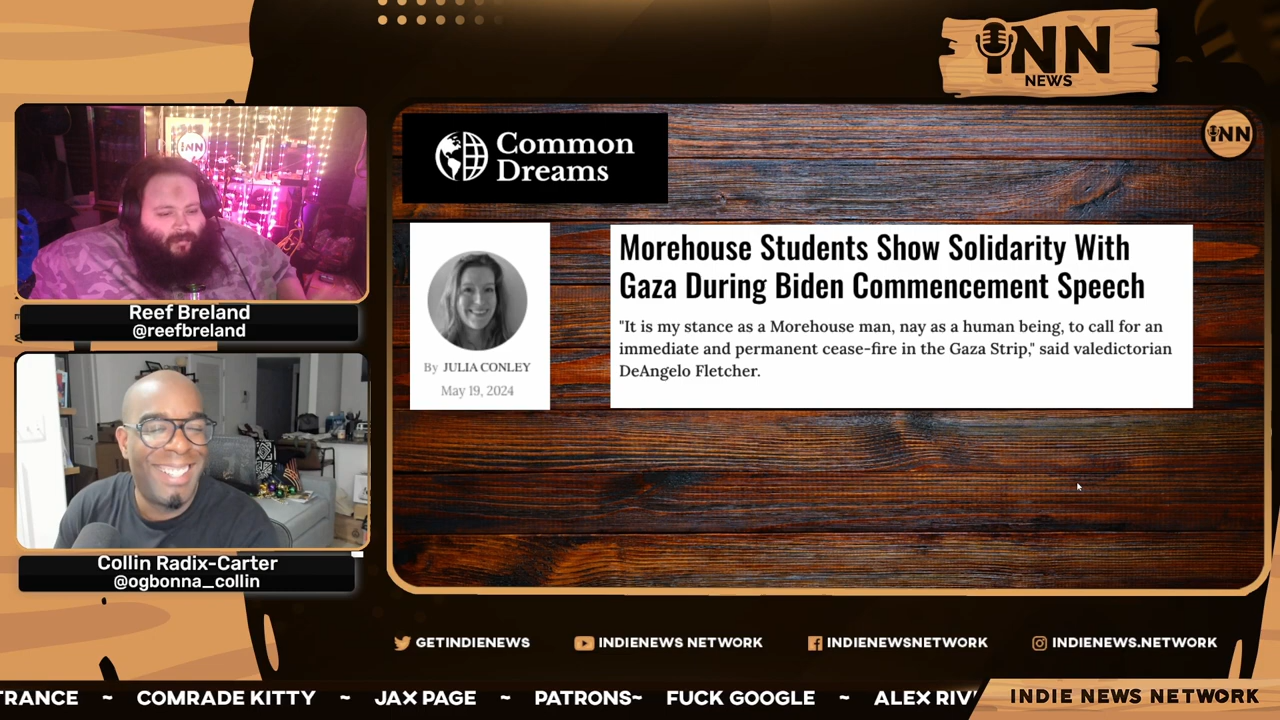 iNN
NEWS
iNN
iNN
Common
Dreams
Morehouse Students Show Solidarity With
Gaza During Biden Commencement Speech
"It is my stance as a Morehouse man, nay as a human being, to call for an
immediate and permanent cease-fire in the Gaza Strip," said valedictorian
DeAngelo Fletcher.
By JULIA CONLEY
May 19, 2024
Reef Breland
@reefbreland
Collin Radix-Carter
@ogbonna_collin
GETINDIENEWS
INDIENEWS NETWORK
INDIENEWSNETWORK
INDIENEWS.NETWORK
TRANCE ~ COMRADE KITTY ~ JAX PAGE ~ PATRONS~ FUCK GOOGLE ~ ALEX RIV
INDIE NEWS NETWORK